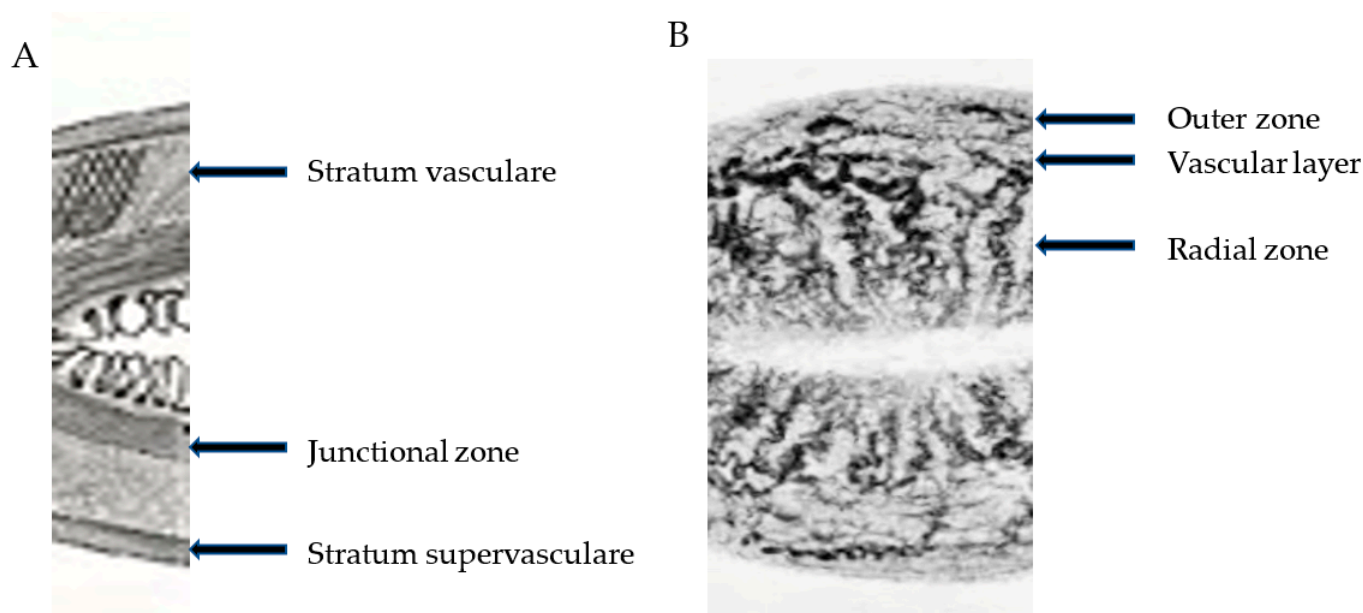 A
Stratum vasculare
Junctional zone
Stratum supervasculare
B
Outer zone
Vascular layer
Radial zone